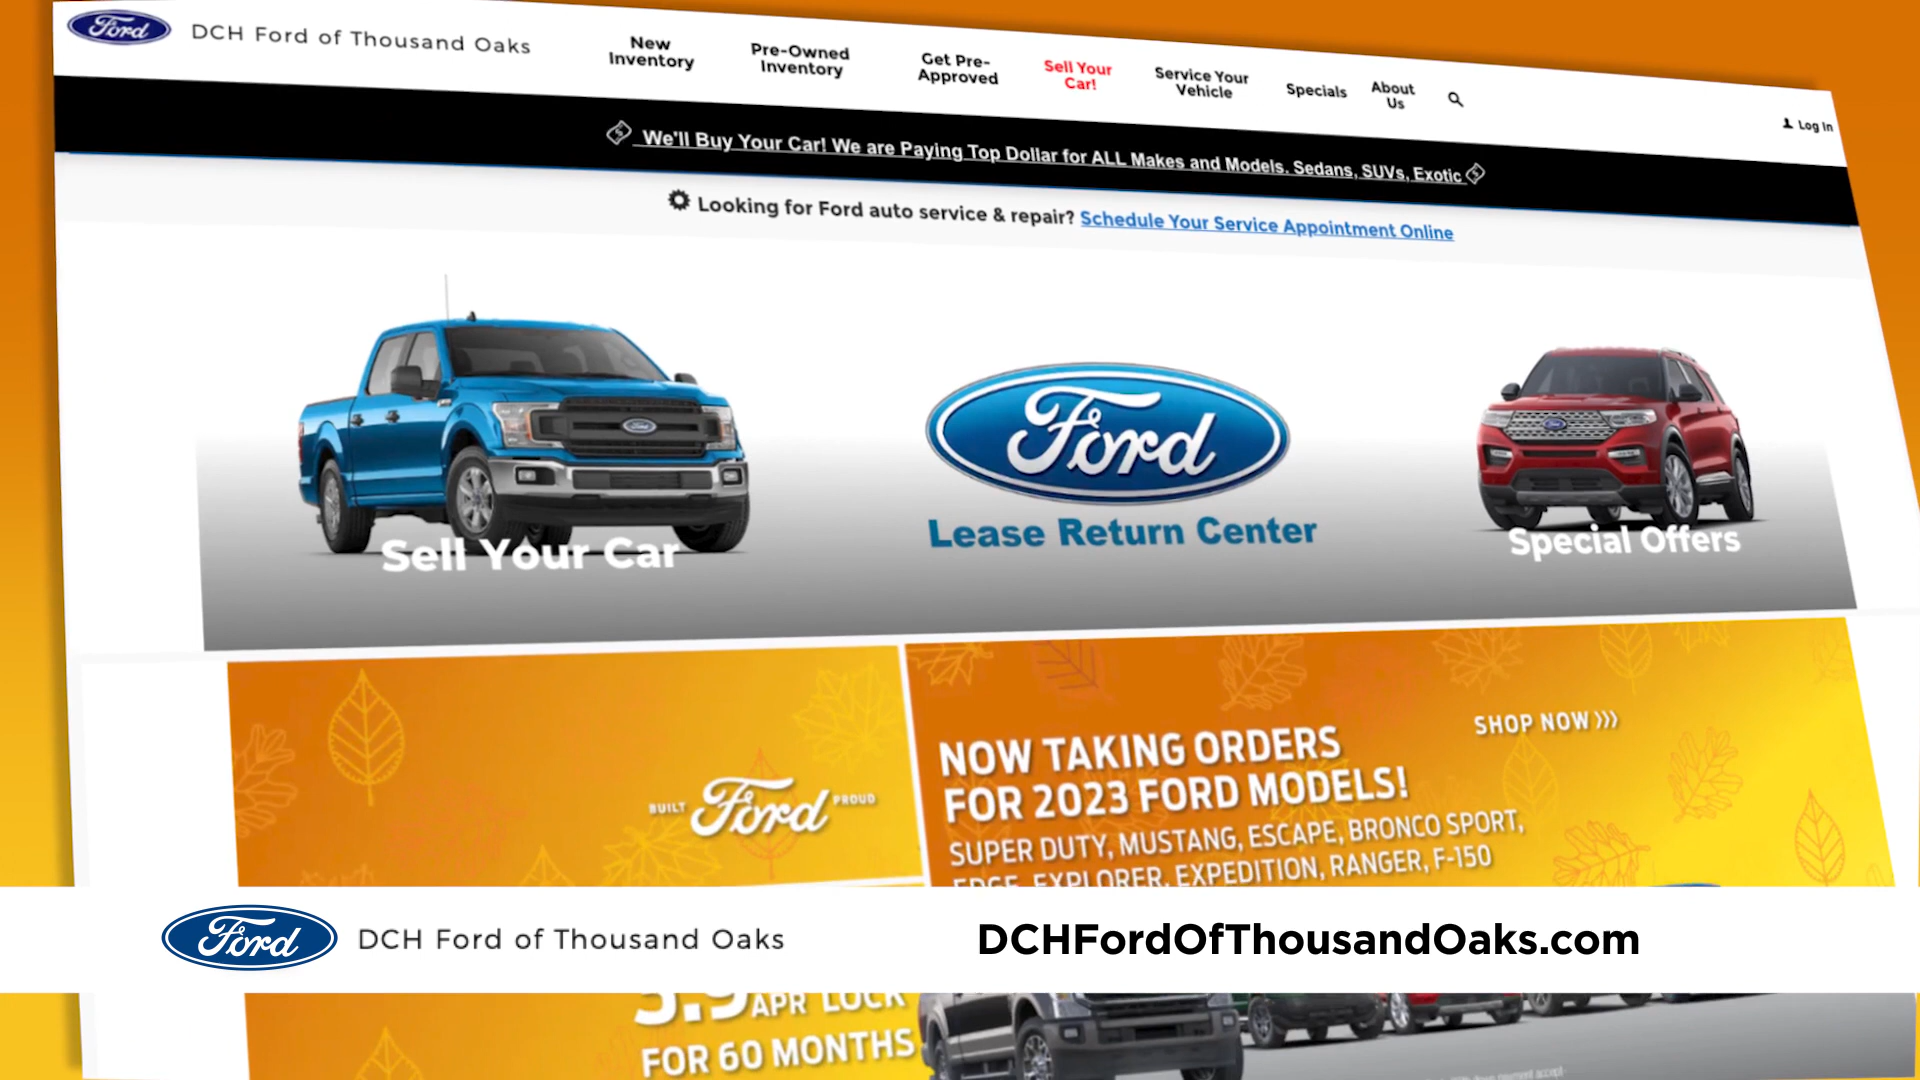 Ford DCH Ford of Thousand Oaks
New Inventory
Pre-Owned Inventory
Get Pre-Approved
Sell Your Car!
Service Your Vehicle
Specials
About Us
Log In
We'll Buy Your Car! We are Paying Top Dollar for ALL Makes and Models. Sedans, SUVs, Exotic
Looking for Ford auto service & repair? Schedule Your Service Appointment Online
Sell Your Car
Ford
Lease Return Center
Special Offers
BUILT Ford PROUD
SHOP NOW
NOW TAKING ORDERS
FOR 2023 FORD MODELS!
SUPER DUTY, MUSTANG, ESCAPE, BRONCO SPORT,
EDGE, EXPLORER, EXPEDITION, RANGER, F-150
Ford DCH Ford of Thousand Oaks
DCHFordOfThousandOaks.com
APR LOCK
FOR 60 MONTHS